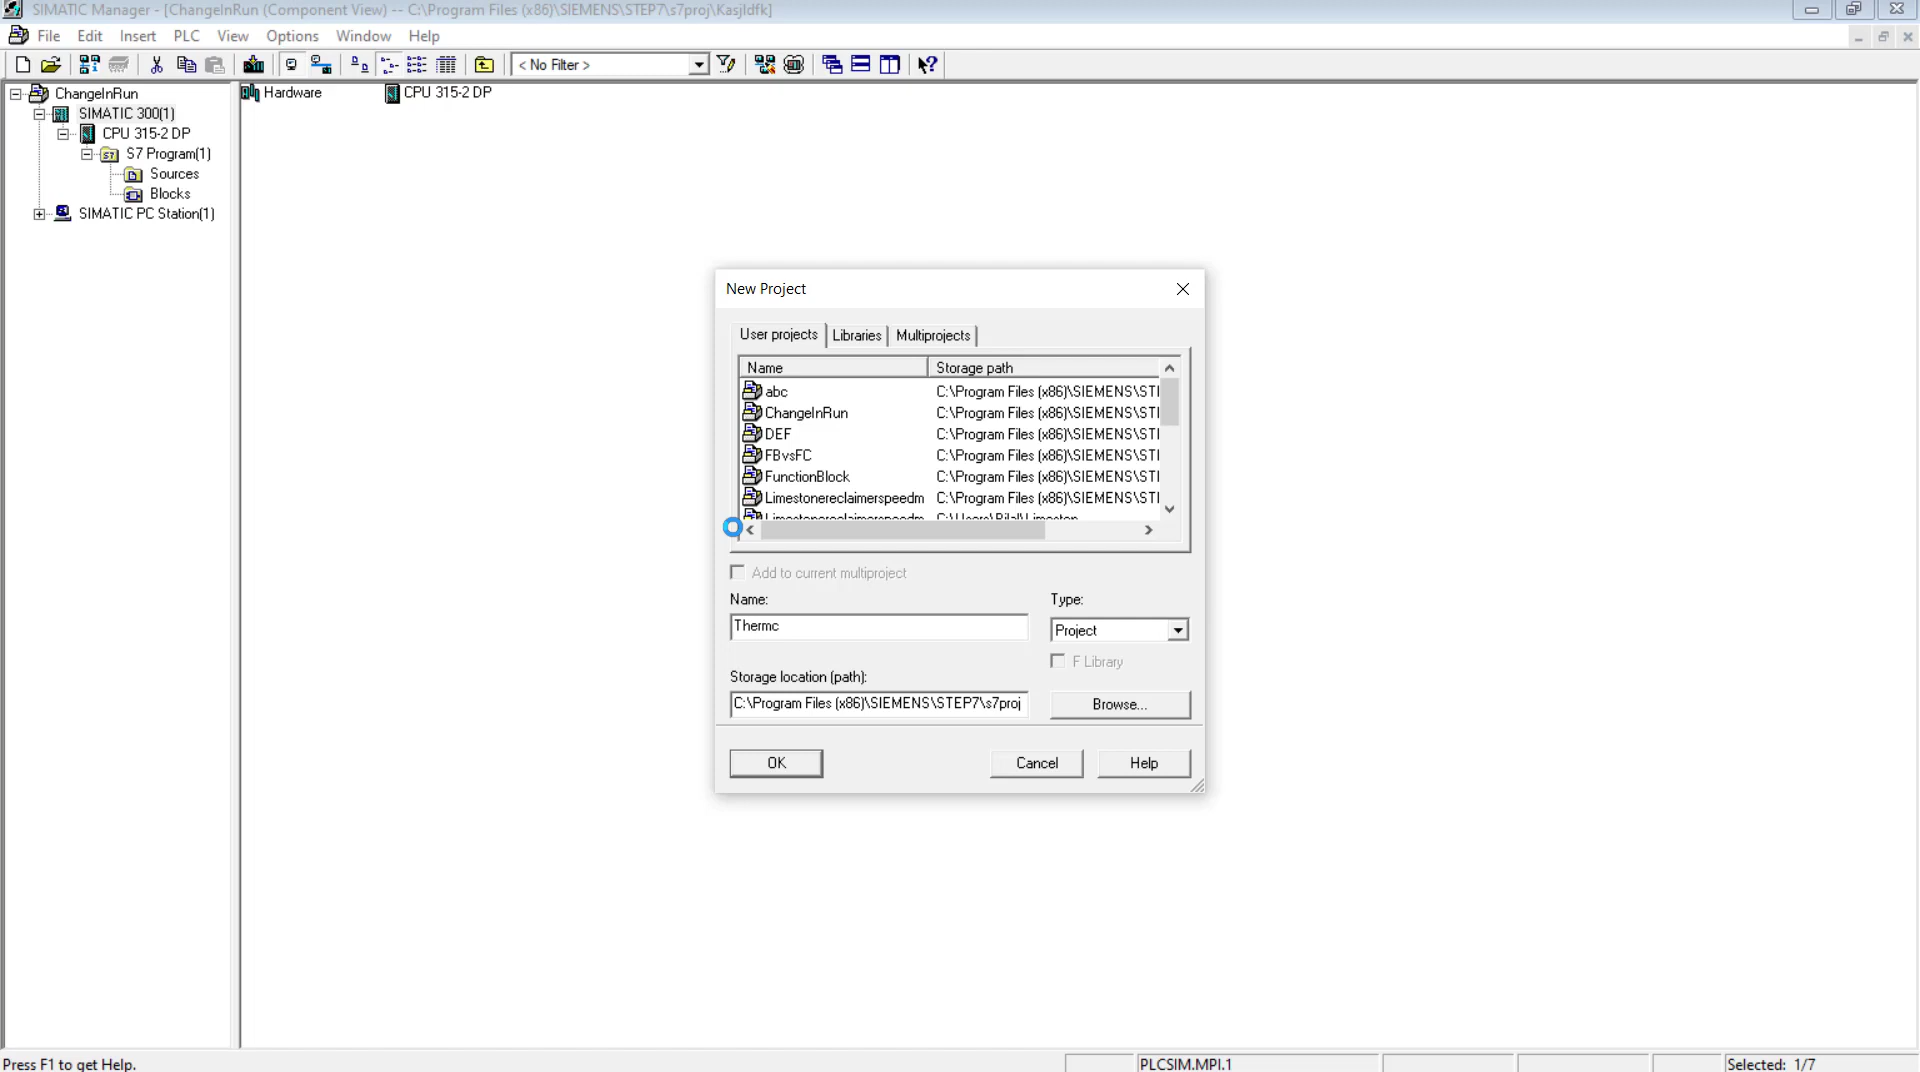 SIMATIC Manager - [ChangeInRun (Component View) -- C:\Program Files (x86)\SIEMENS\STEP7\s7proj\Kasjldfk]
File Edit Insert PLC View Options Window Help
< No Filter >
ChangeInRun
SIMATIC 300(1)
CPU 315-2 DP
S7 Program(1)
Sources
Blocks
SIMATIC PC Station(1)
Hardware CPU 315-2 DP
New Project
User projects Libraries Multiprojects
Name Storage path
abc C:\Program Files (x86)\SIEMENS\STI
ChangeInRun C:\Program Files (x86)\SIEMENS\STI
DEF C:\Program Files (x86)\SIEMENS\STI
FBvsFC C:\Program Files (x86)\SIEMENS\STI
FunctionBlock C:\Program Files (x86)\SIEMENS\STI
Limestonereclaimerspeedm C:\Program Files (x86)\SIEMENS\STI
Limestonereclaimerspeedm C:\Users\Bilal\Limeston
Add to current multiproject
Name: Type:
Thermc Project
F Library
Storage location (path):
C:\Program Files (x86)\SIEMENS\STEP7\s7proj Browse...
OK Cancel Help
Press F1 to get Help. PLCSIM.MPI.1 Selected: 1/7